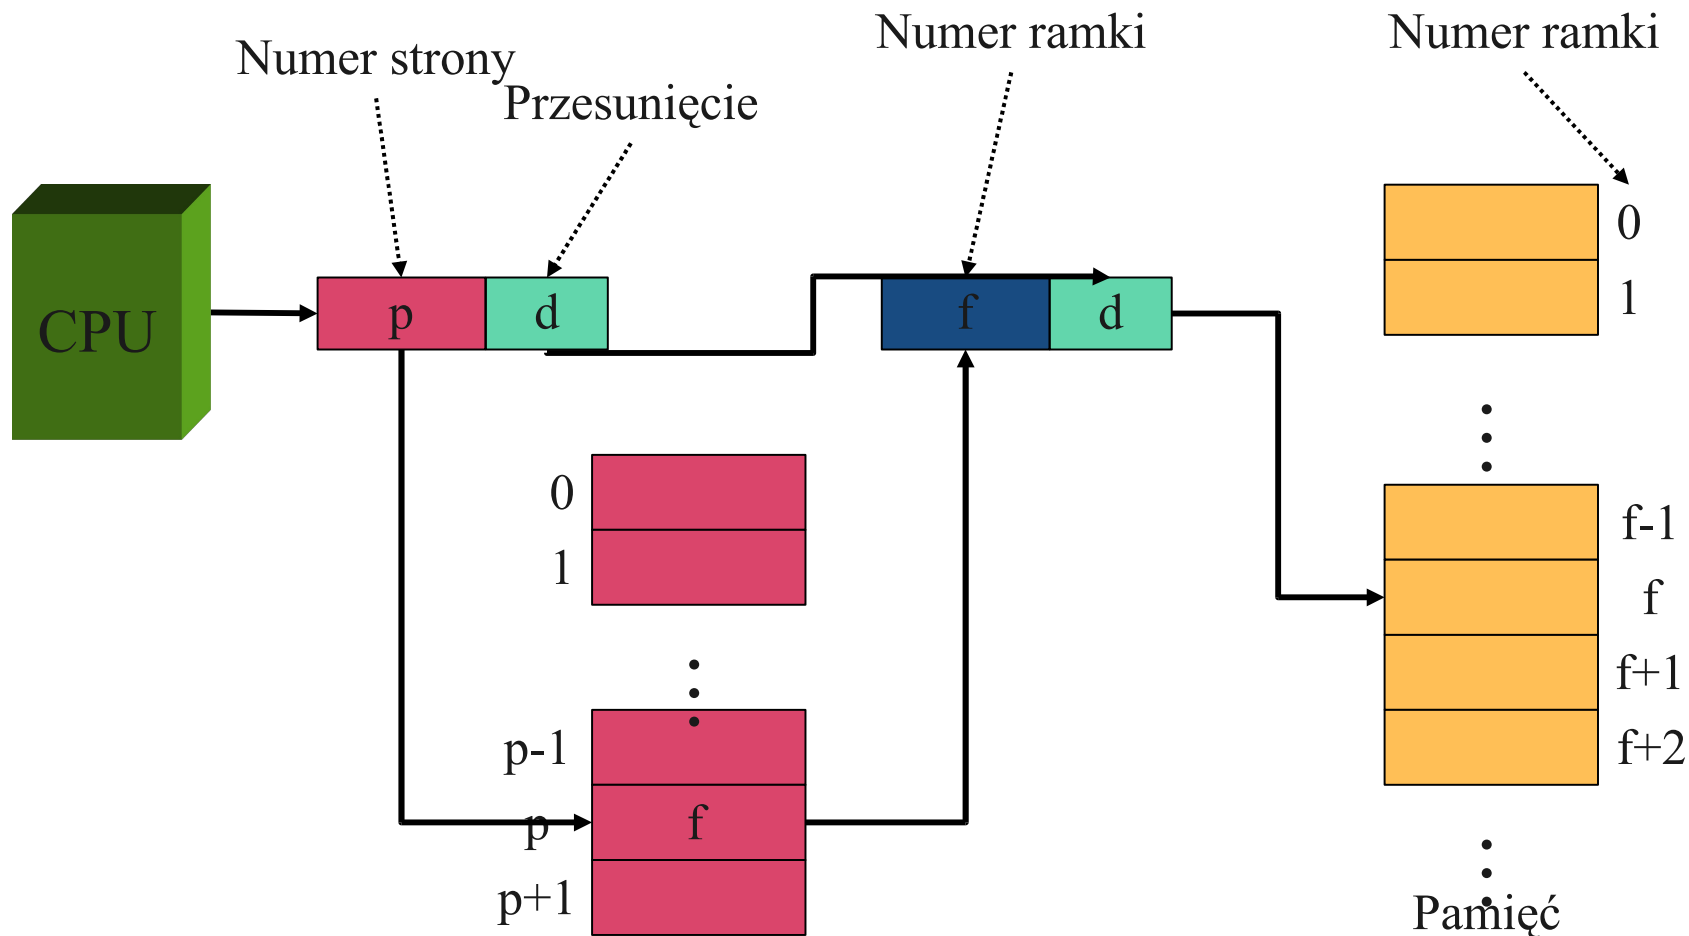 Numer strony
Przesunięcie
Numer ramki
Numer ramki
CPU
p
d
f
d
0
1
p-1
p
p+1
f
0
1
f-1
f
f+1
f+2
Pamięć